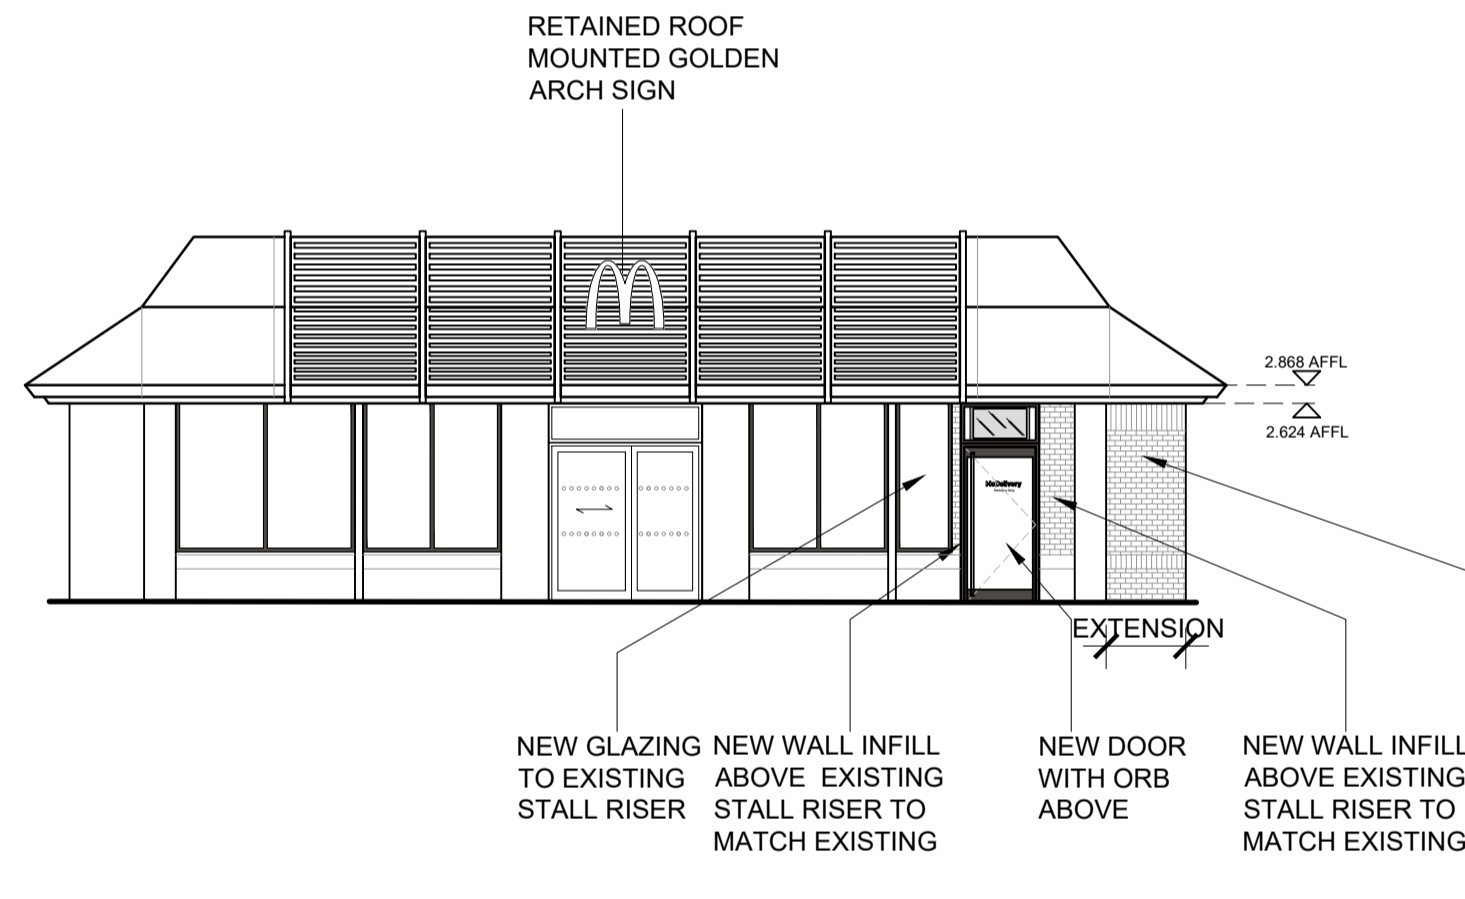 RETAINED ROOF
MOUNTED GOLDEN
ARCH SIGN
2.868 AFFL
2.624 AFFL
McDelivery
EXTENSION
NEW GLAZING
TO EXISTING
STALL RISER
NEW WALL INFILL
ABOVE EXISTING
STALL RISER TO
MATCH EXISTING
NEW DOOR
WITH ORB
ABOVE
NEW WALL INFILL
ABOVE EXISTING
STALL RISER TO
MATCH EXISTING